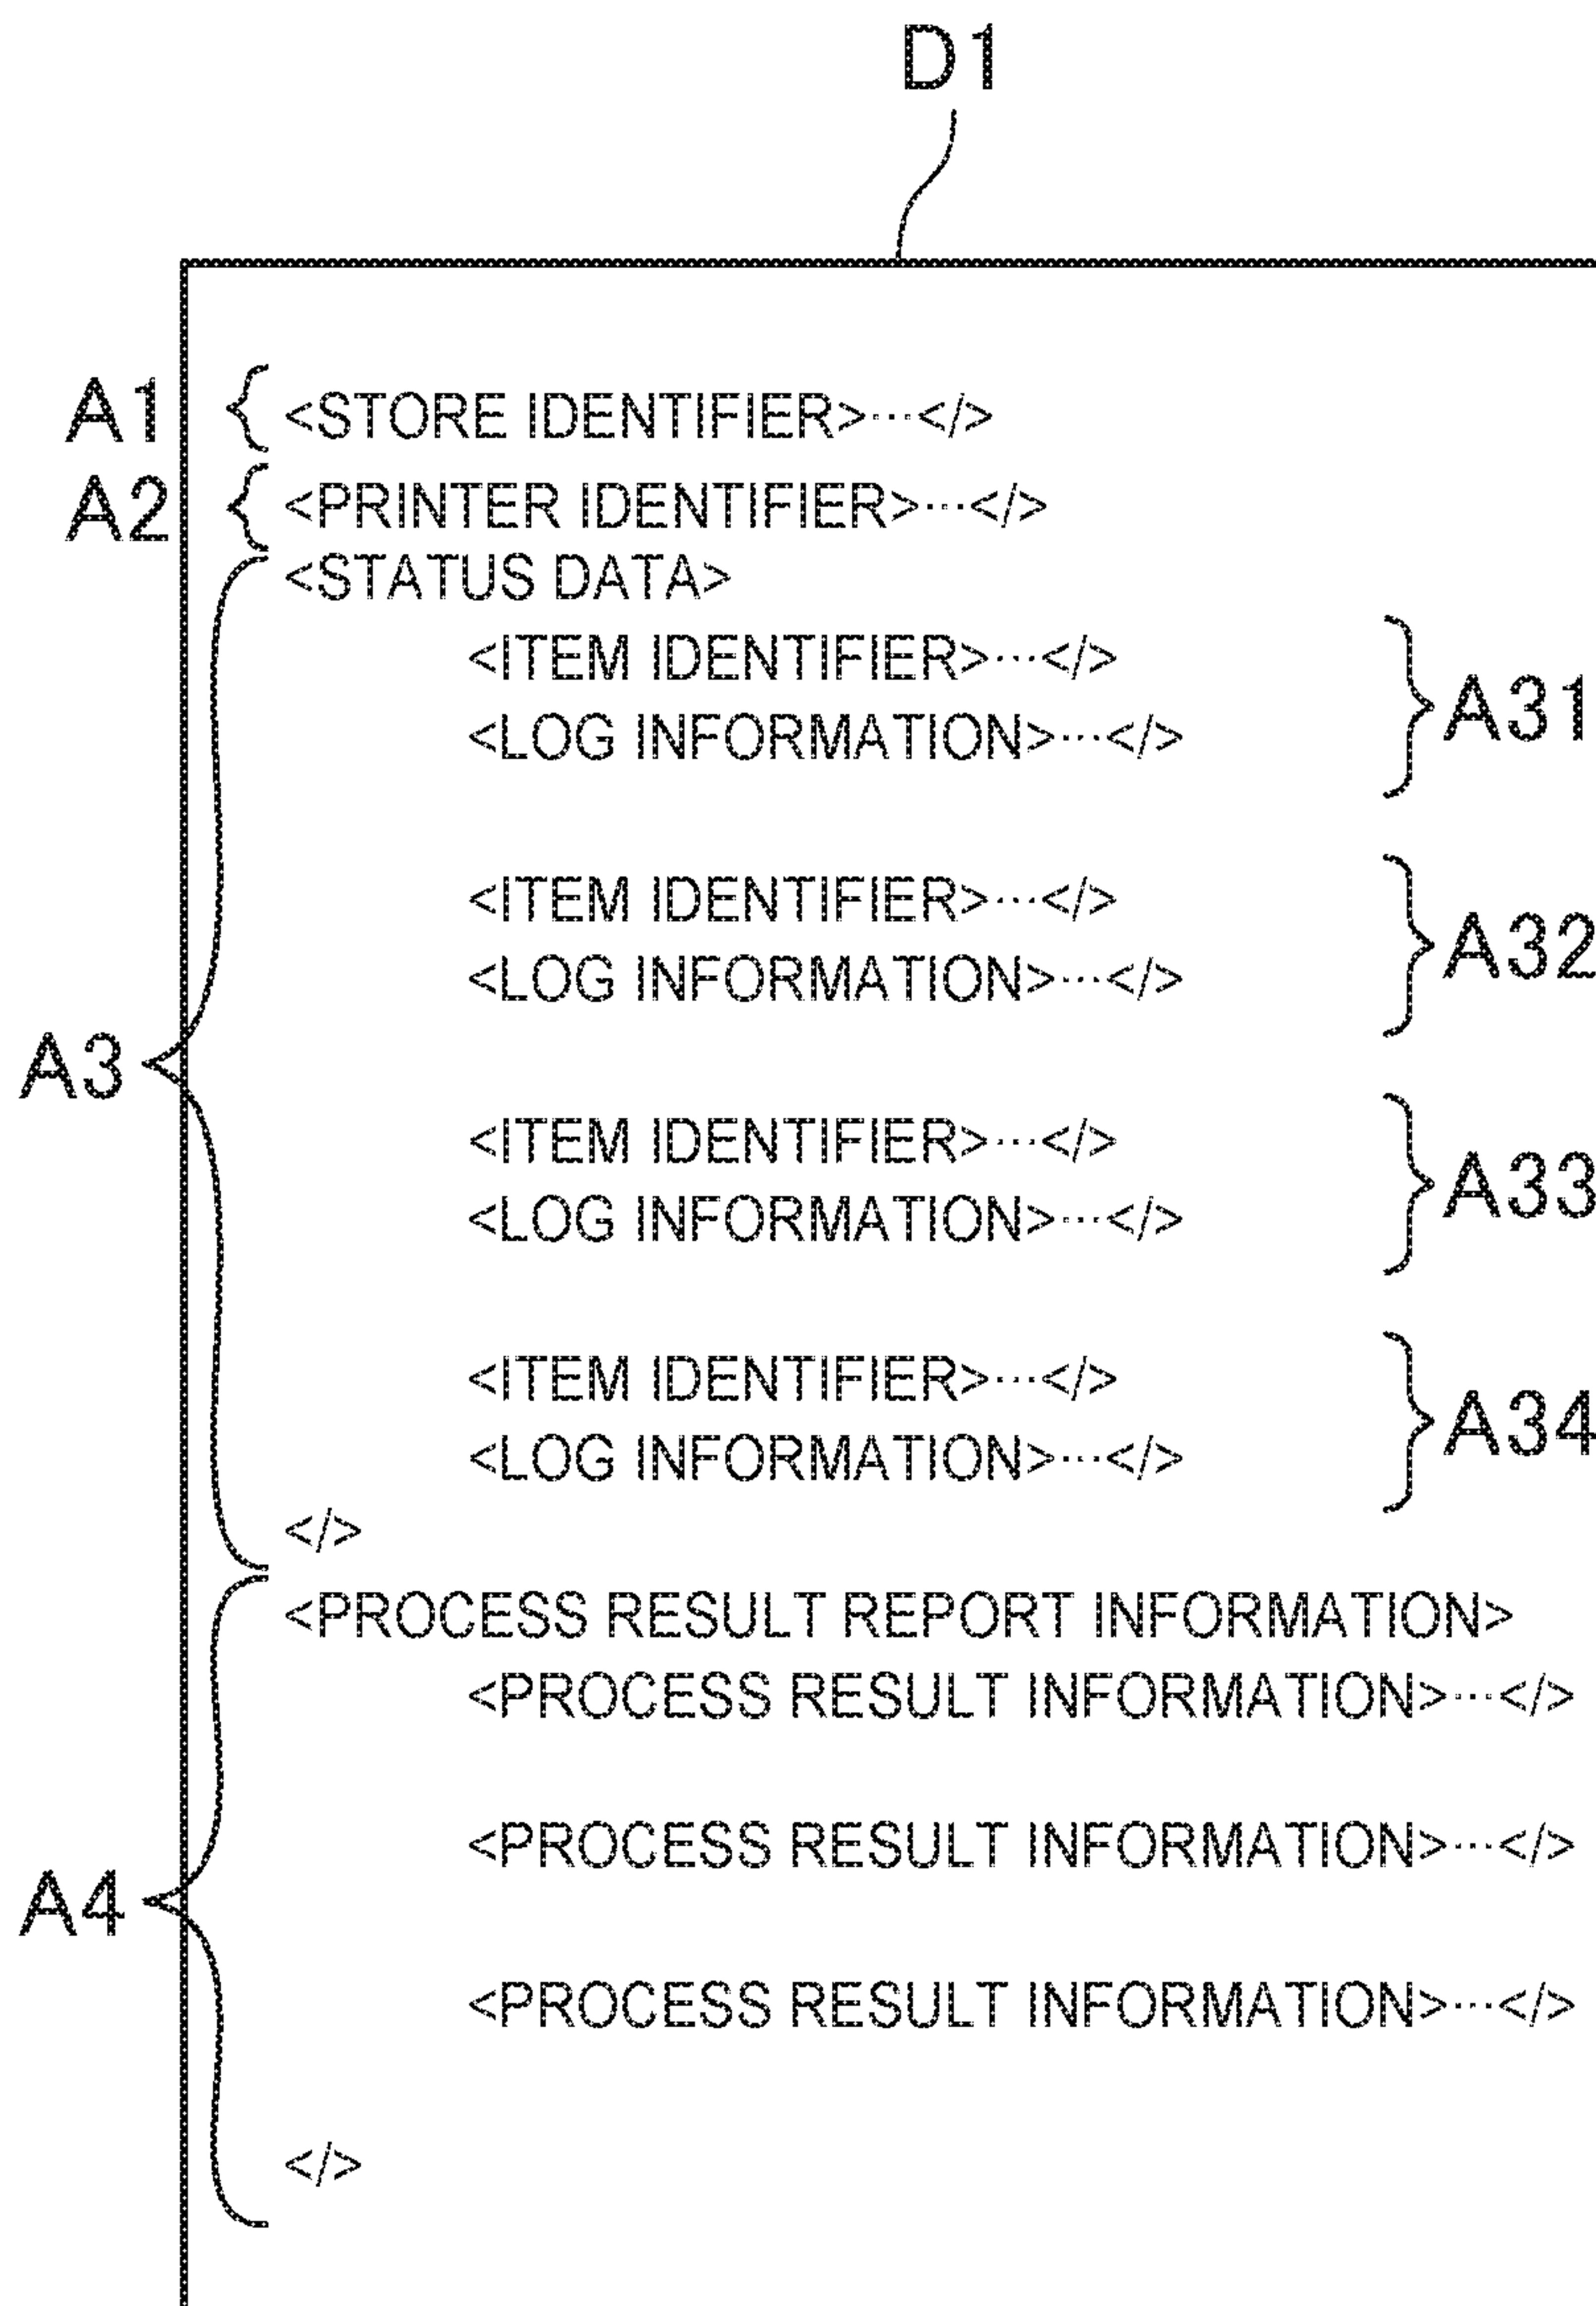 D1
A1 <STORE IDENTIFIER>···</>
A2 <PRINTER IDENTIFIER>···</>
<STATUS DATA>
<ITEM IDENTIFIER>···</>
<LOG INFORMATION>···</>
A31
<ITEM IDENTIFIER>···</>
<LOG INFORMATION>···</>
A32
A3
<ITEM IDENTIFIER>···</>
<LOG INFORMATION>···</>
A33
<ITEM IDENTIFIER>···</>
<LOG INFORMATION>···</>
A34
</>
<PROCESS RESULT REPORT INFORMATION>
<PROCESS RESULT INFORMATION>···</>
<PROCESS RESULT INFORMATION>···</>
A4
<PROCESS RESULT INFORMATION>···</>
</>